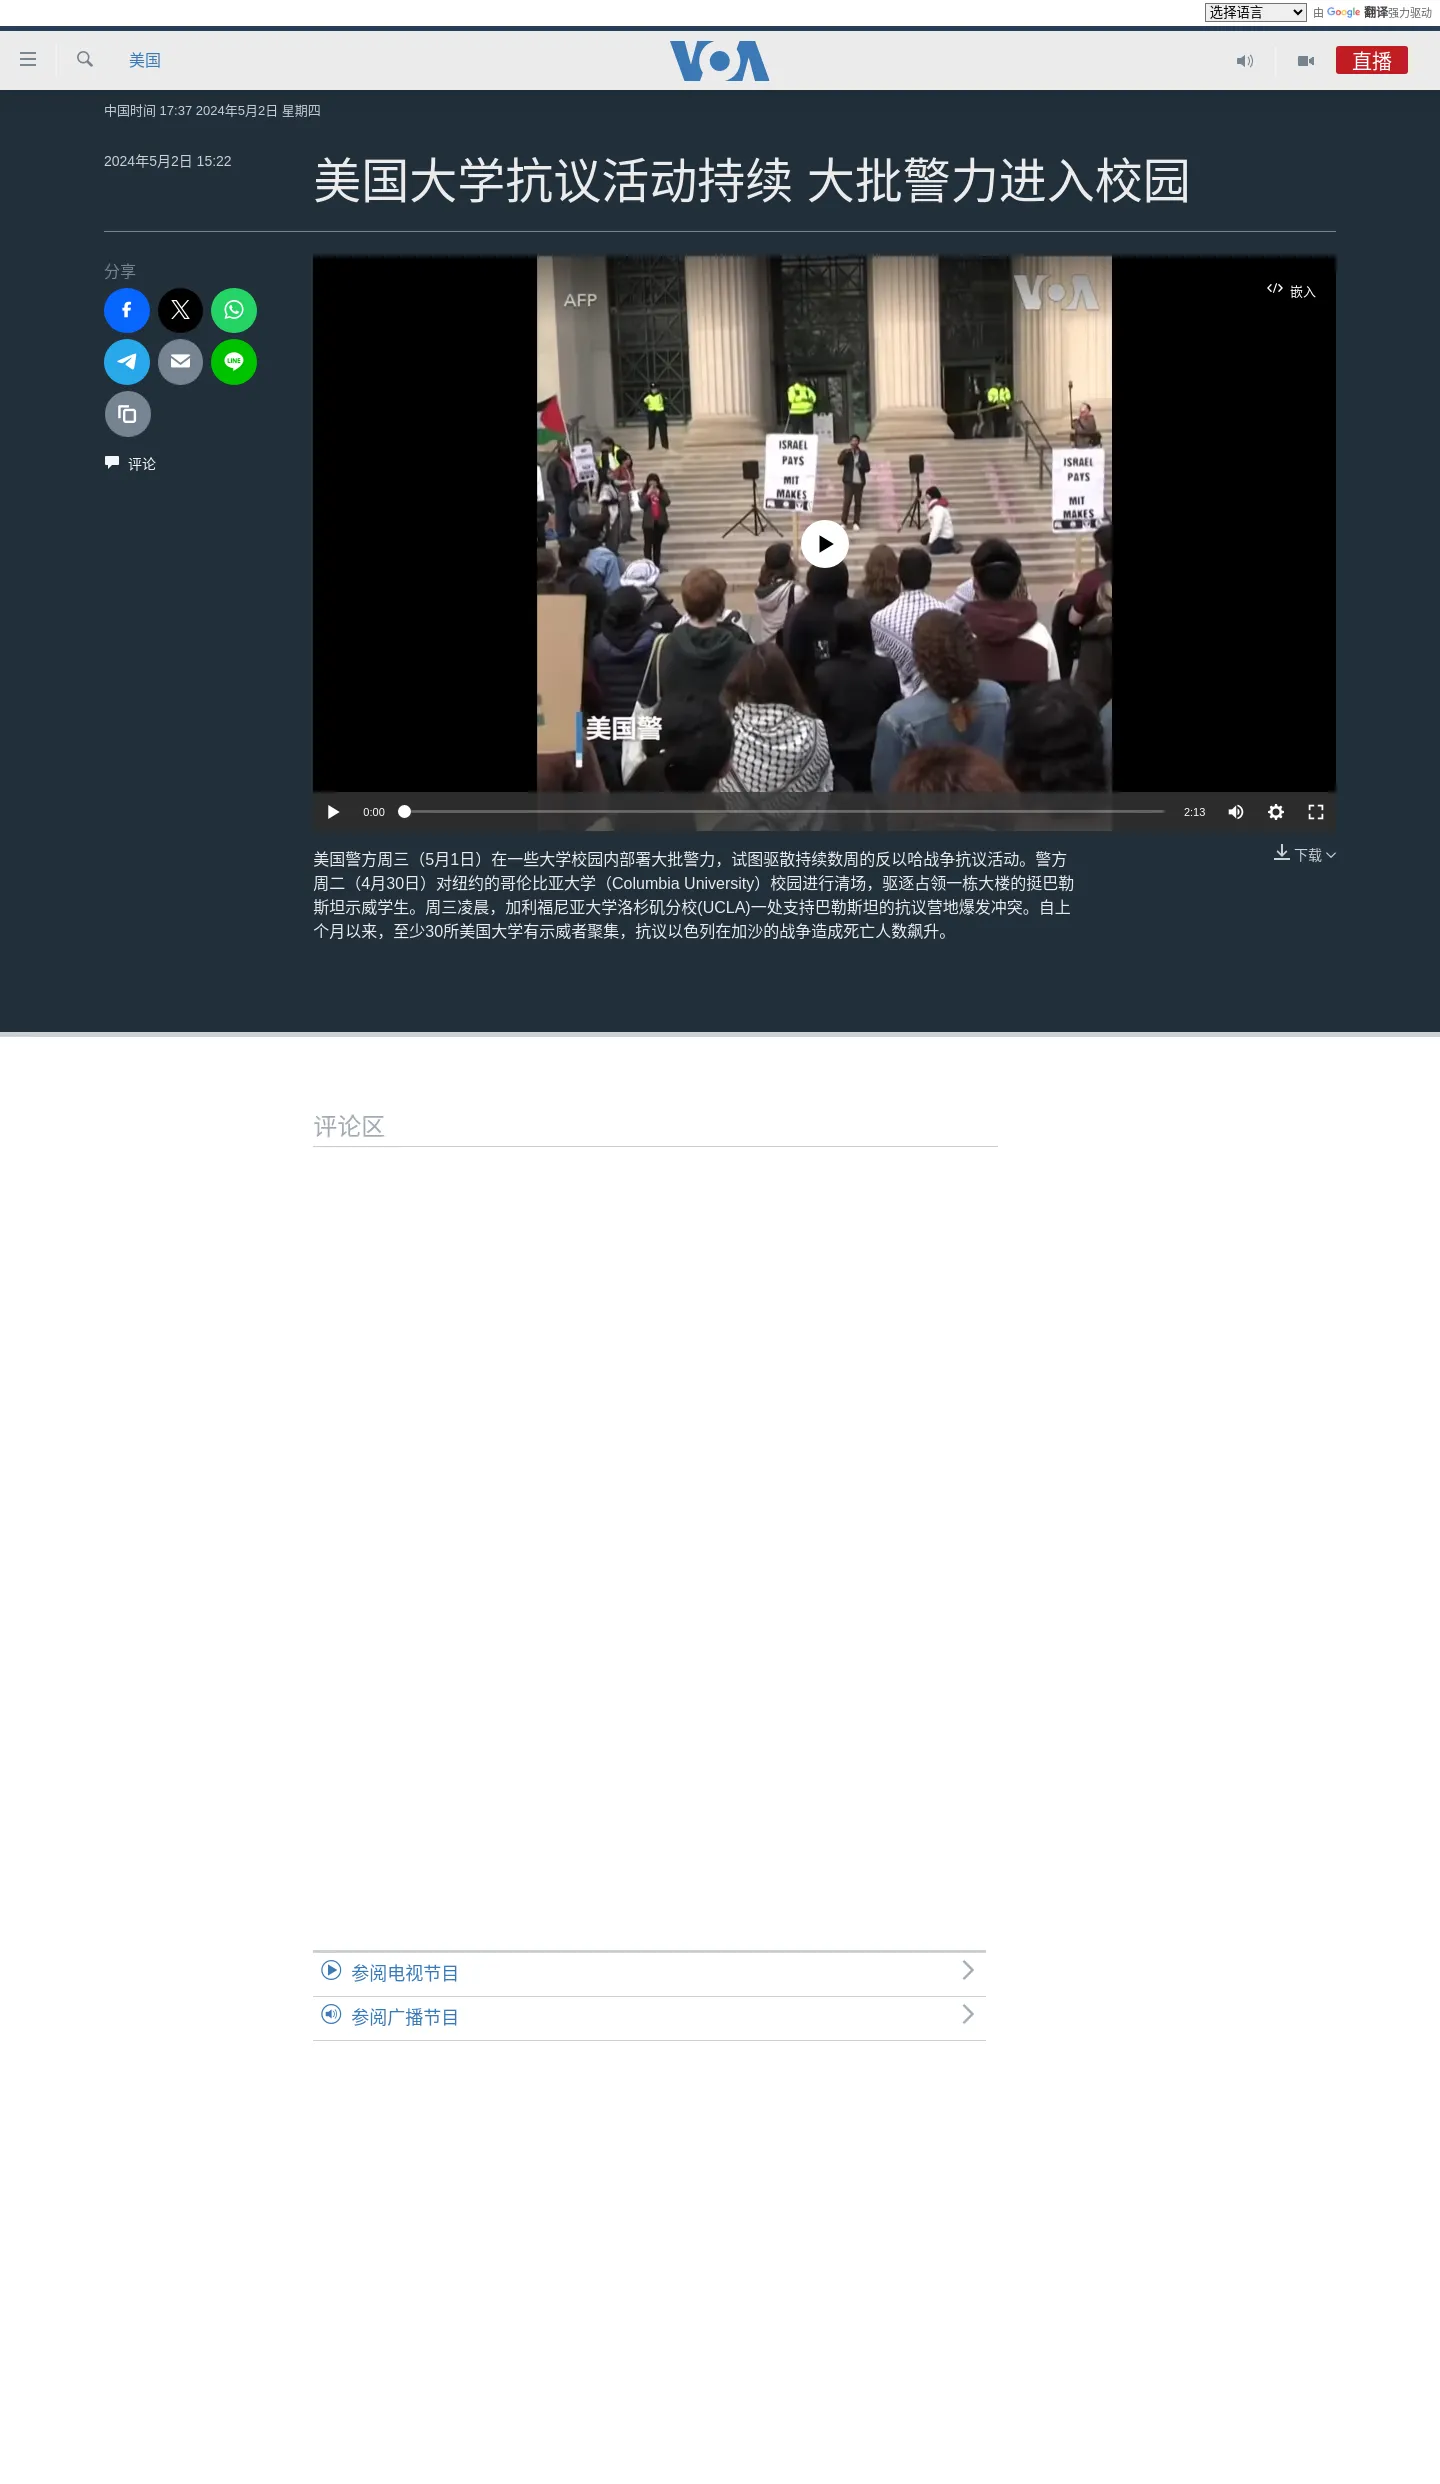 选择语言 由 Google 翻译强力驱动
美国
VOA
直播
中国时间 17:37 2024年5月2日 星期四
2024年5月2日 15:22
美国大学抗议活动持续 大批警力进入校园
分享
评论
AFP
VOA
嵌入
ISRAEL
PAYS
MIT
MAKES
ISRAEL
PAYS
MIT
MAKES
美国警
0:00
2:13
美国警方周三（5月1日）在一些大学校园内部署大批警力，试图驱散持续数周的反以哈战争抗议活动。警方
周二（4月30日）对纽约的哥伦比亚大学（Columbia University）校园进行清场，驱逐占领一栋大楼的挺巴勒
斯坦示威学生。周三凌晨，加利福尼亚大学洛杉矶分校(UCLA)一处支持巴勒斯坦的抗议营地爆发冲突。自上
个月以来，至少30所美国大学有示威者聚集，抗议以色列在加沙的战争造成死亡人数飙升。
下载
评论区
参阅电视节目
参阅广播节目